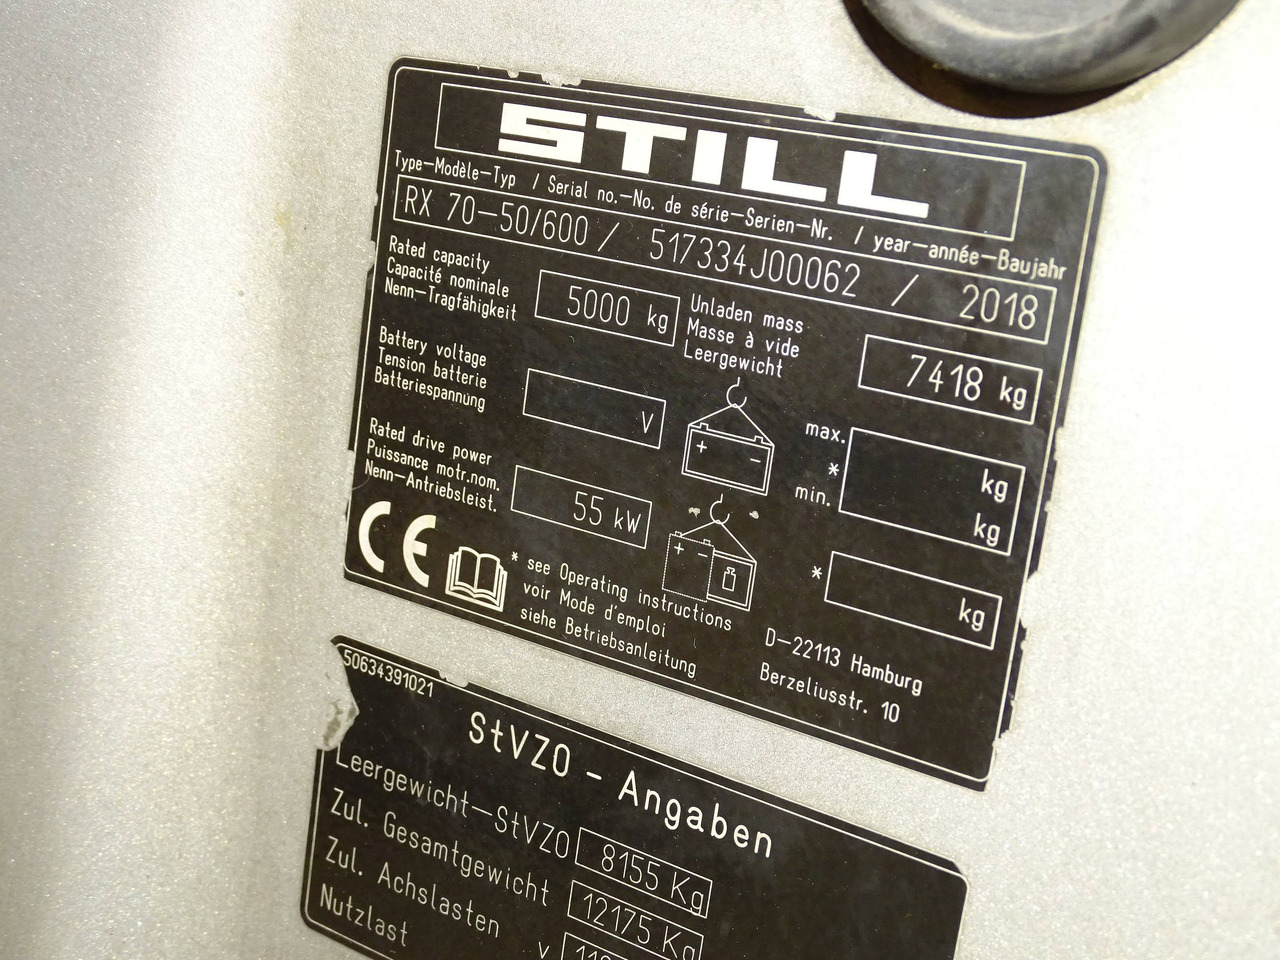 STILL
Type—Modèle—Typ / Serial no.—No. de série—Serien—Nr. / year—année—Baujahr
RX 70—50/600 / 517334J00062 / 2018
Rated capacity
Capacité nominale
Nenn—Tragfähigkeit
5000 kg
Unladen mass
Masse à vide
Leergewicht
7418 kg
Battery voltage
Tension batterie
Batteriespannung
V
+ −
max. kg
*
min. kg
Rated drive power
Puissance motr.nom.
Nenn—Antriebsleist.
55 kW
+ −
* kg
CE
* see Operating instructions
voir Mode d'emploi
siehe Betriebsanleitung
D—22113 Hamburg
Berzeliusstr. 10
50634391021
StVZO - Angaben
Leergewicht—StVZO 8155 Kg
Zul. Gesamtgewicht 12175 Kg
Zul. Achslasten v
Nutzlast